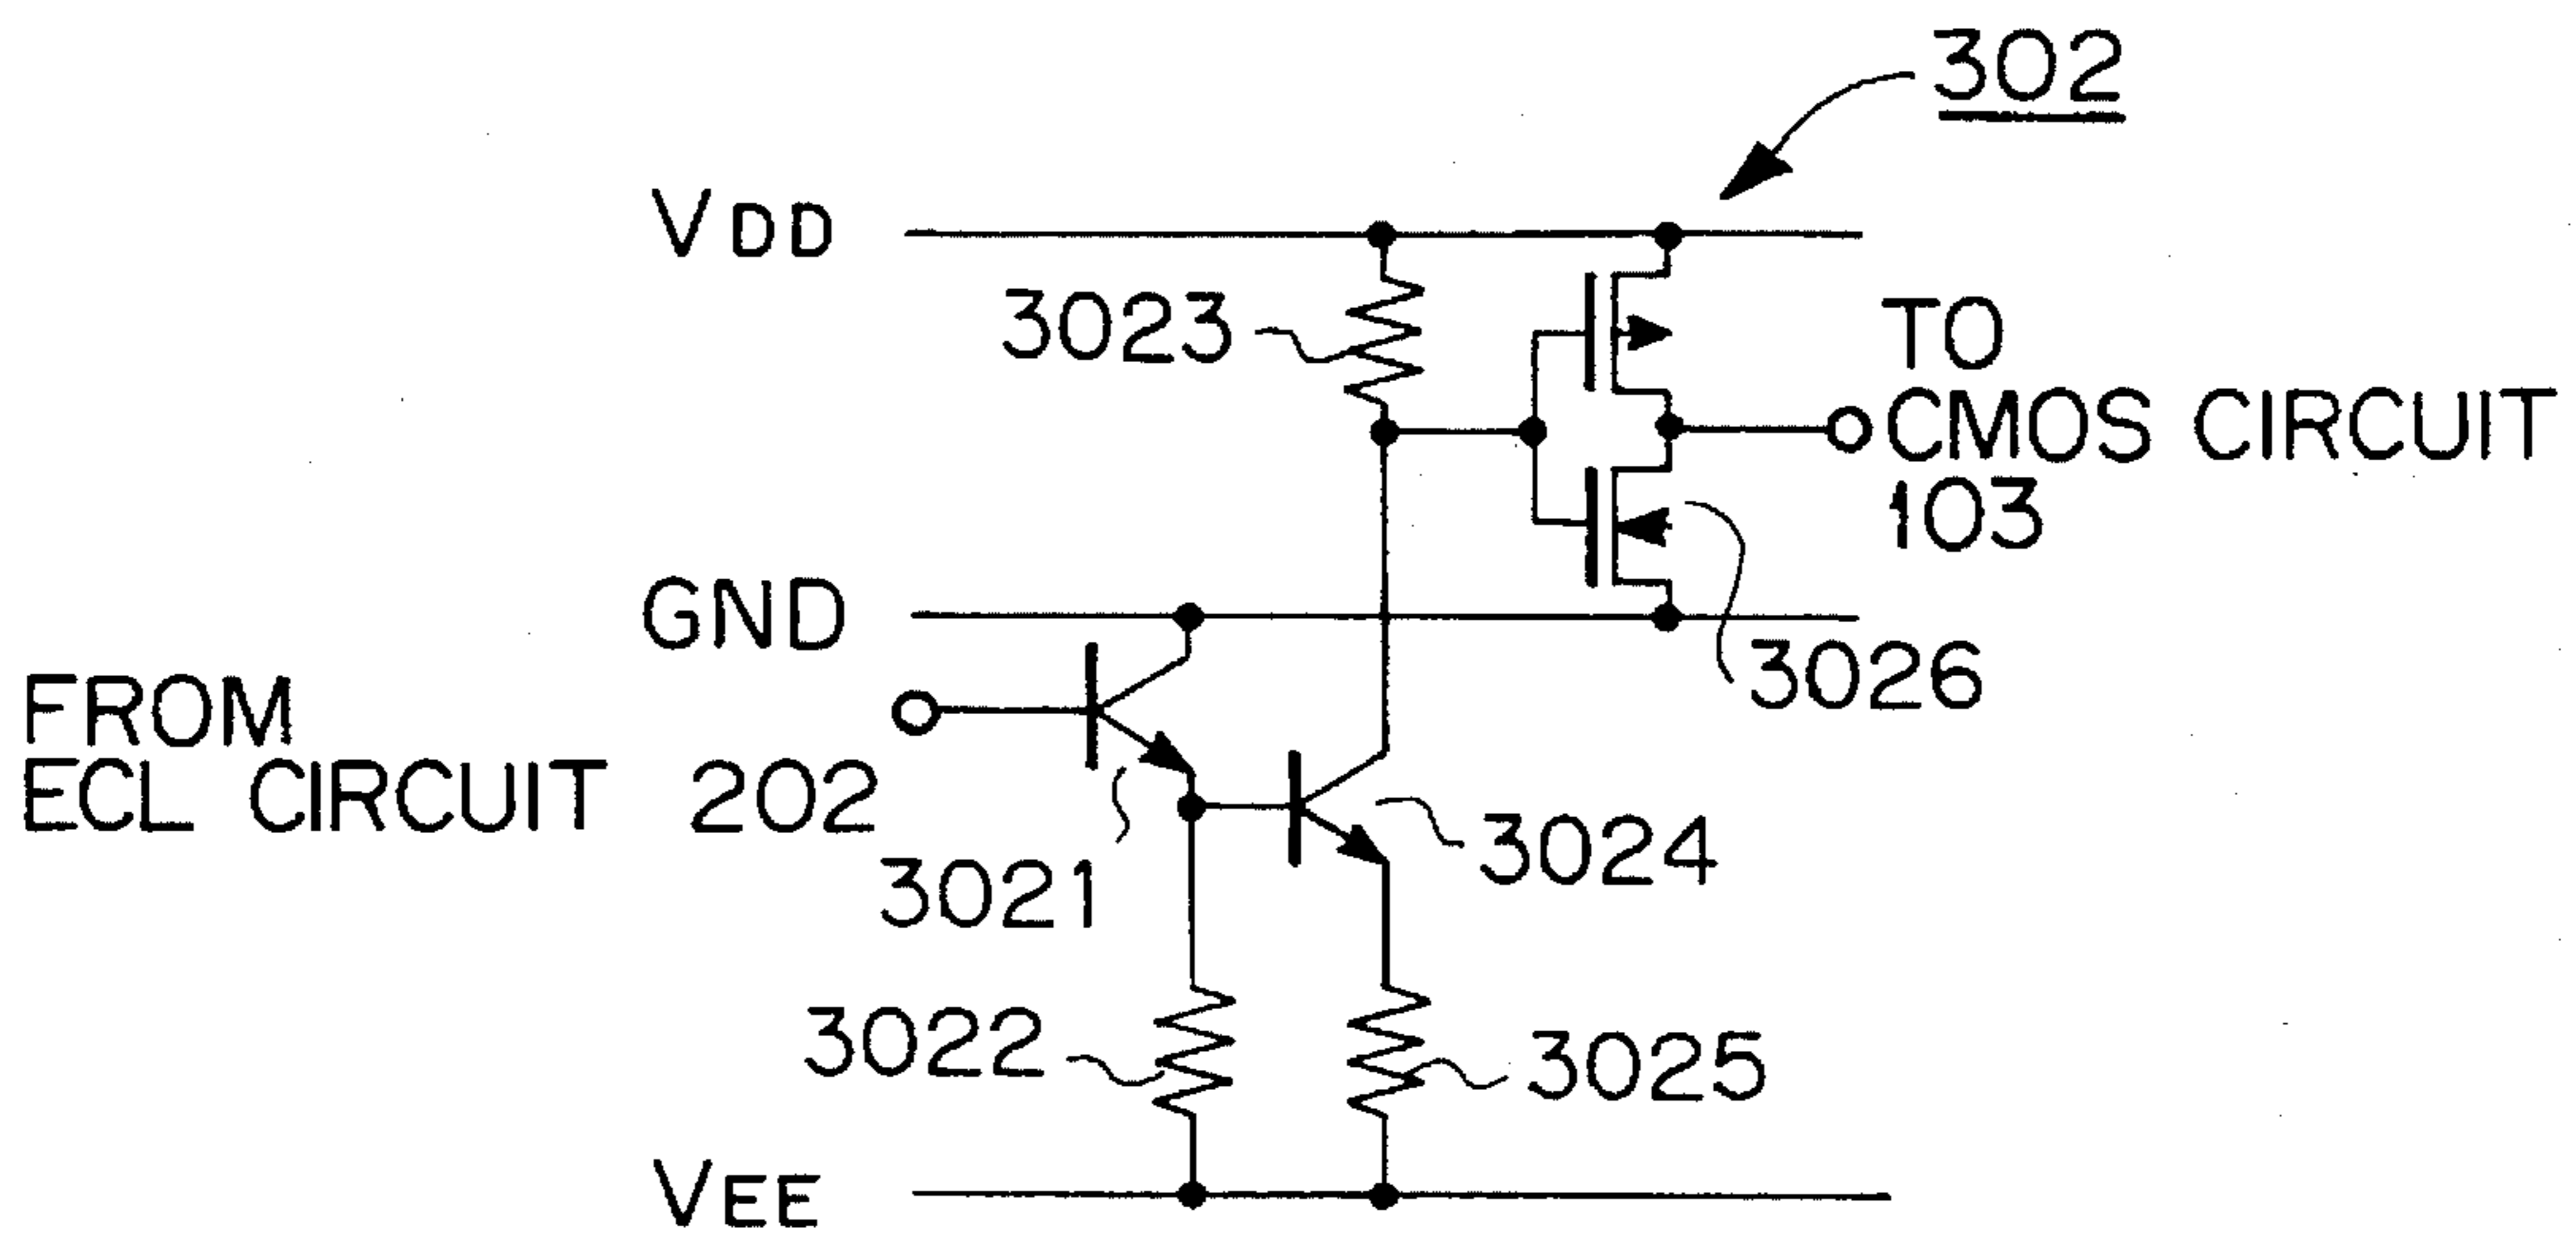 302
VDD
3023
TO
CMOS CIRCUIT
103
GND
3026
FROM
ECL CIRCUIT 202
3021
3024
3022
3025
VEE